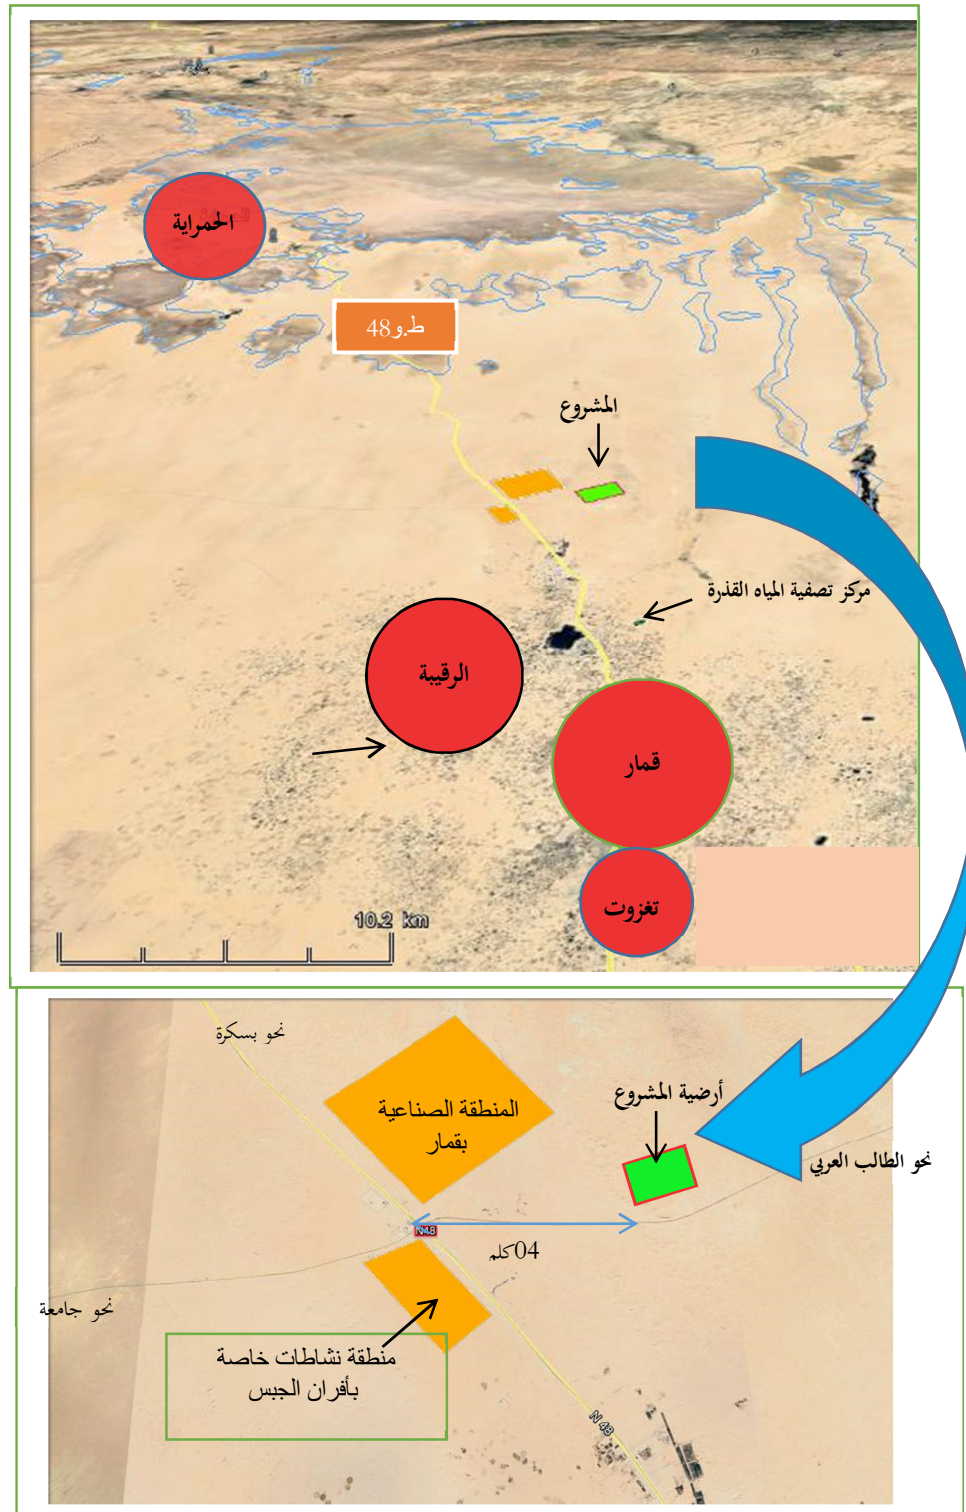 الحمراية
ط.و48
المشروع
مركز تصفية المياه القذرة
الرقيبة
قمار
تغزوت
10.2 km
نحو بسكرة
المنطقة الصناعية
بقمار
أرضية المشروع
نحو الطالب العربي
N48
04كلم
نحو جامعة
منطقة نشاطات خاصة
بأفران الجبس
N 48